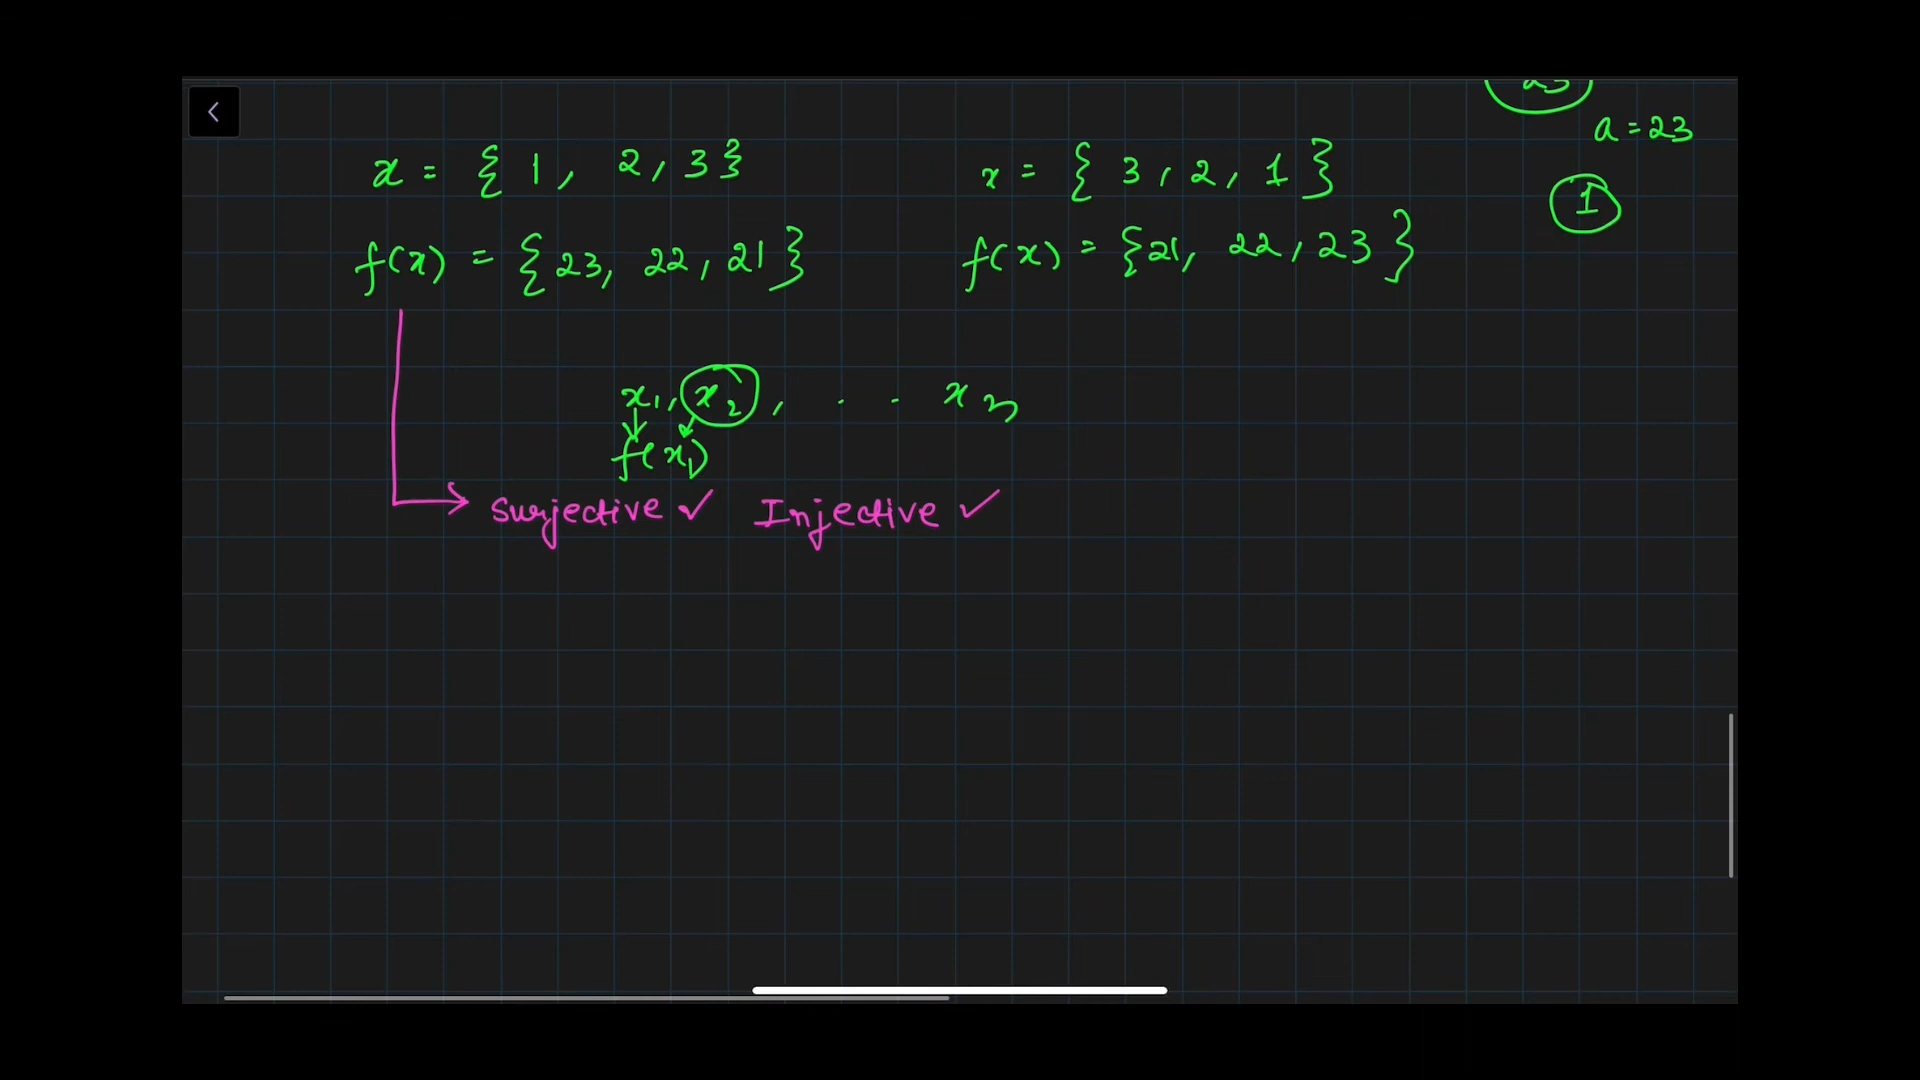 a = 23
x = { 1, 2, 3 }
x = { 3, 2, 1 }
1
f(x) = { 23, 22, 21 }
f(x) = { 21, 22, 23 }
x₁, x₂, . . xₙ
f(x₁)
Surjective ✓ Injective ✓